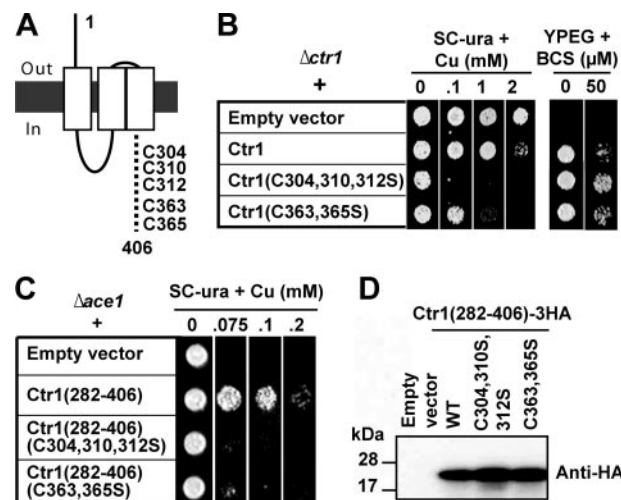 A
1
Out
In
C304
C310
C312
C363
C365
406
B
Δctr1
+
SC-ura +
Cu (mM)
0 .1 1 2
YPEG +
BCS (µM)
0 50
Empty vector
Ctr1
Ctr1(C304,310,312S)
Ctr1(C363,365S)
C
Δace1
+
SC-ura + Cu (mM)
0 .075 .1 .2
Empty vector
Ctr1(282-406)
Ctr1(282-406)
(C304,310,312S)
Ctr1(282-406)
(C363,365S)
D
Ctr1(282-406)-3HA
Empty
vector
WT
C304,310S,
312S
C363,365S
kDa
28
17
Anti-HA